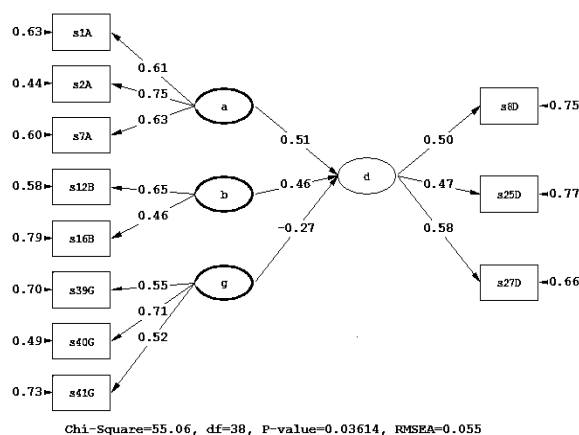 0.63 s1A
0.61
0.44 s2A 0.75 a s8D 0.75
0.60 s7A 0.63 0.51 0.50
0.58 s12B 0.65 b 0.46 d 0.47 s25D 0.77
0.79 s16B 0.46 -0.27 0.58
0.70 s39G 0.55 g s27D 0.66
0.71
0.49 s40G 0.52
0.73 s41G
Chi-Square=55.06, df=38, P-value=0.03614, RMSEA=0.055